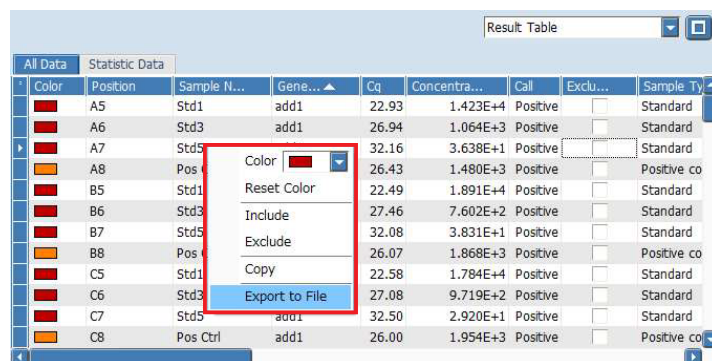 Result Table
All Data Statistic Data
Color Position Sample N... Gene... Cq Concentra... Call Exclu... Sample Ty
A5 Std1 add1 22.93 1.423E+4 Positive Standard
A6 Std3 add1 26.94 1.064E+3 Positive Standard
A7 Std5 32.16 3.638E+1 Positive Standard
Color
A8 Pos 26.43 1.480E+3 Positive Positive co
Reset Color
B5 Std1 22.49 1.891E+4 Positive Standard
Include
B6 Std3 27.46 7.602E+2 Positive Standard
Exclude
B7 Std5 32.08 3.831E+1 Positive Standard
B8 Pos 26.07 1.868E+3 Positive Positive co
Copy
C5 Std1 22.58 1.784E+4 Positive Standard
Export to File
C6 Std3 27.08 9.719E+2 Positive Standard
C7 Std5 add1 32.50 2.920E+1 Positive Standard
C8 Pos Ctrl add1 26.00 1.954E+3 Positive Positive co